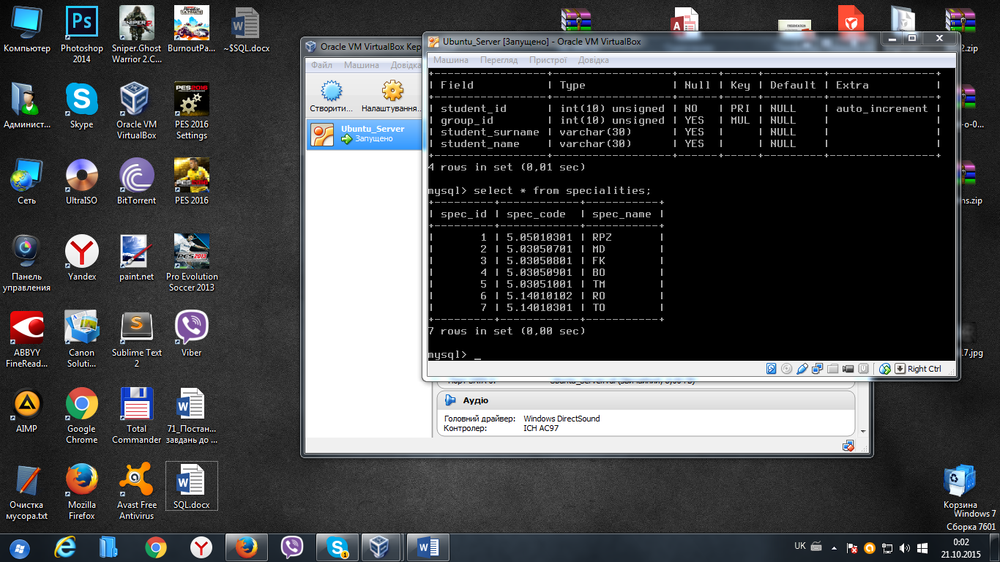 Компьютер
Photoshop 2014
Sniper.Ghost Warrior 2.C...
BurnoutPa...
~$SQL.docx
Админист...
Skype
Oracle VM VirtualBox
PES 2016 Settings
Сеть
UltraISO
BitTorrent
PES 2016
Панель управления
Yandex
paint.net
Pro Evolution Soccer 2013
ABBYY FineRead...
Canon Soluti...
Sublime Text 2
Viber
AIMP
Google Chrome
Total Commander
71_Постан... завдань до ...
Очистка мусора.txt
Mozilla Firefox
Avast Free Antivirus
SQL.docx
Oracle VM VirtualBox Кер
Файл Машина Довідка
Створити... Налаштування...
Ubuntu_Server
Запущено
Ubuntu_Server [Запущено] - Oracle VM VirtualBox
Машина Перегляд Пристрої Довідка
| Field | Type | Null | Key | Default | Extra |
| student_id | int(10) unsigned | NO | PRI | NULL | auto_increment |
| group_id | int(10) unsigned | YES | MUL | NULL | |
| student_surname | varchar(30) | YES | | NULL | |
| student_name | varchar(30) | YES | | NULL | |
4 rows in set (0,01 sec)
mysql> select * from specialities;
| spec_id | spec_code | spec_name |
| 1 | 5.05010301 | RPZ |
| 2 | 5.03050701 | MD |
| 3 | 5.03050801 | FK |
| 4 | 5.03050901 | BO |
| 5 | 5.03051001 | TM |
| 6 | 5.14010102 | RO |
| 7 | 5.14010301 | TO |
7 rows in set (0,00 sec)
mysql> _
Right Ctrl
Аудіо
Головний драйвер: Windows DirectSound
Контролер: ICH AC97
2.zip
-o-0...
ns.zip
17.jpg
Корзина
Windows 7
Сборка 7601
UK
0:02
21.10.2015